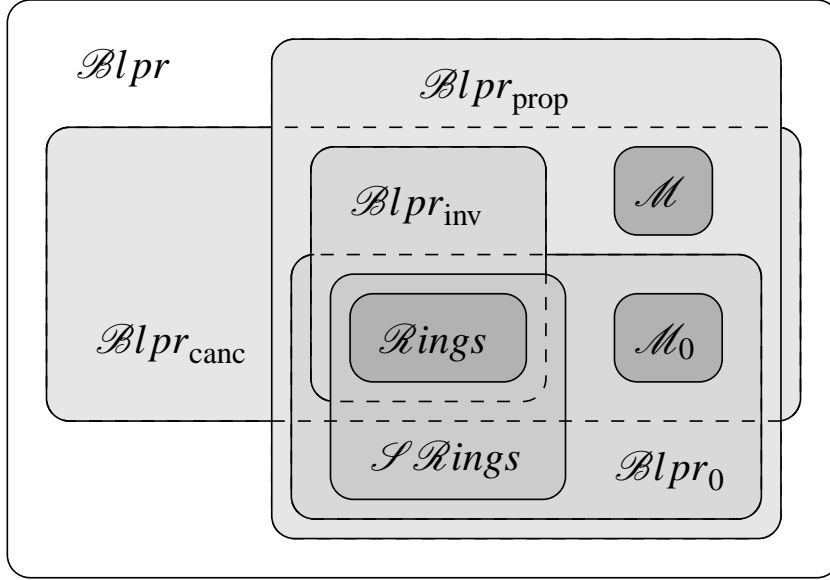 ℬlpr
ℬlpr_prop
ℬlpr_inv
ℳ
ℬlpr_canc
ℛings
ℳ_0
𝒮ℛings
ℬlpr_0